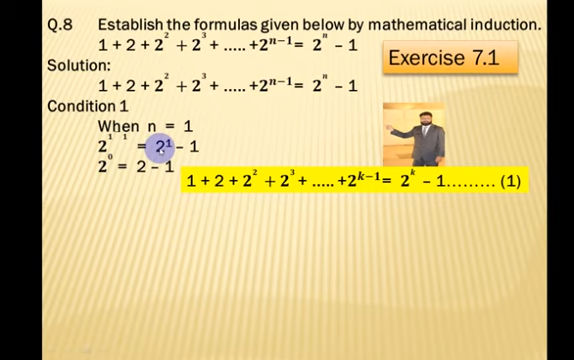 Q.8 Establish the formulas given below by mathematical induction.
1 + 2 + 2² + 2³ + ..... +2ⁿ⁻¹= 2ⁿ – 1
Exercise 7.1
Solution:
1 + 2 + 2² + 2³ + ..... +2ⁿ⁻¹= 2ⁿ – 1
Condition 1
When n = 1
2¹ ¹ = 2¹ – 1
2⁰ = 2 – 1
1 + 2 + 2² + 2³ + ..... +2ᵏ⁻¹= 2ᵏ – 1......... (1)